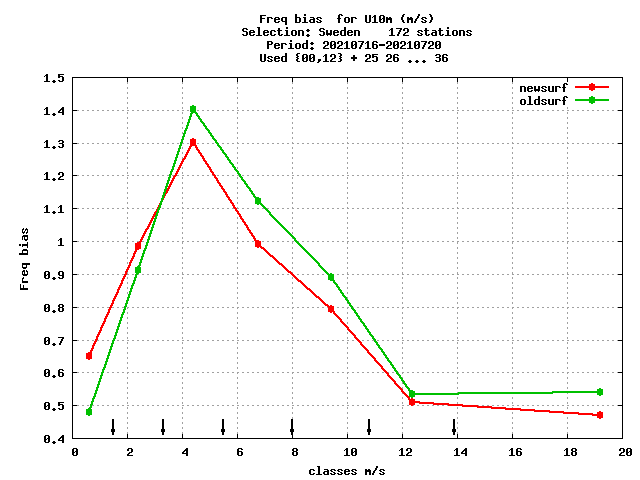 Freq bias  for U10m (m/s)
Selection: Sweden    172 stations
Period: 20210716-20210720
Used {00,12} + 25 26 ... 36
newsurf
oldsurf
1.5
1.4
1.3
1.2
1.1
1
0.9
0.8
0.7
0.6
0.5
0.4
Freq bias
0 2 4 6 8 10 12 14 16 18 20
classes m/s